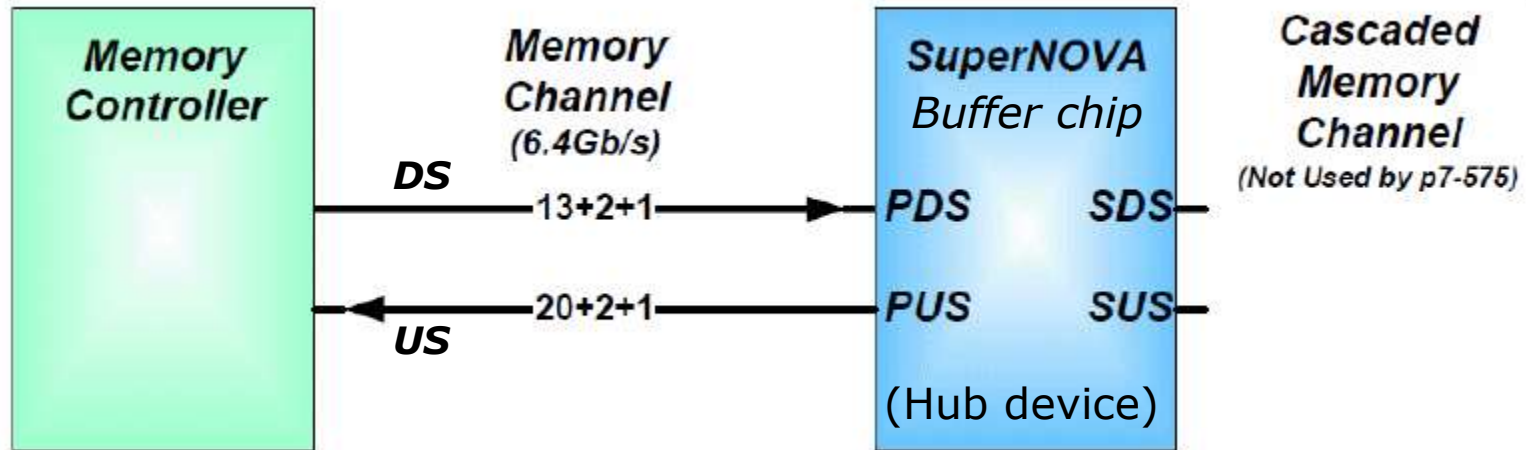 Memory
Controller
Memory
Channel
(6.4Gb/s)
DS
13+2+1
20+2+1
US
SuperNOVA
Buffer chip
PDS SDS
PUS SUS
(Hub device)
Cascaded
Memory
Channel
(Not Used by p7-575)